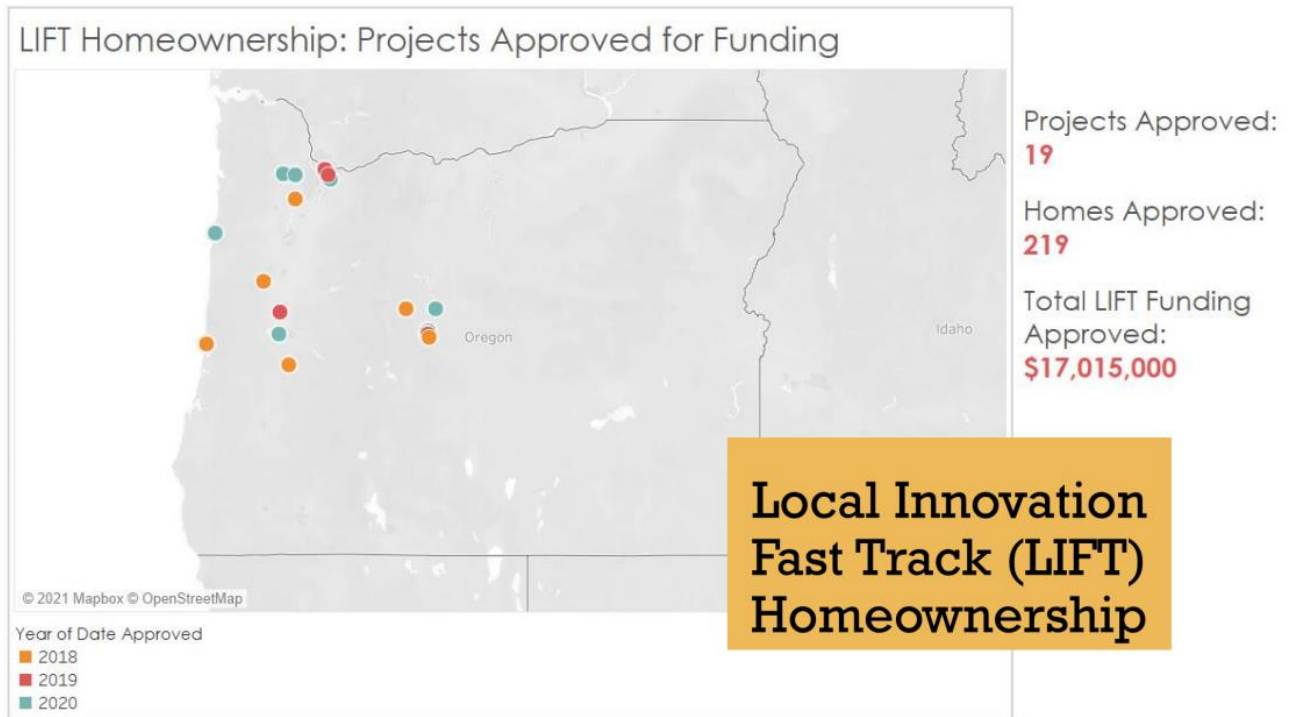 LIFT Homeownership: Projects Approved for Funding
Projects Approved:
19
Homes Approved:
219
Total LIFT Funding
Approved:
$17,015,000
Oregon
Idaho
Local Innovation
Fast Track (LIFT)
Homeownership
© 2021 Mapbox © OpenStreetMap
Year of Date Approved
2018
2019
2020